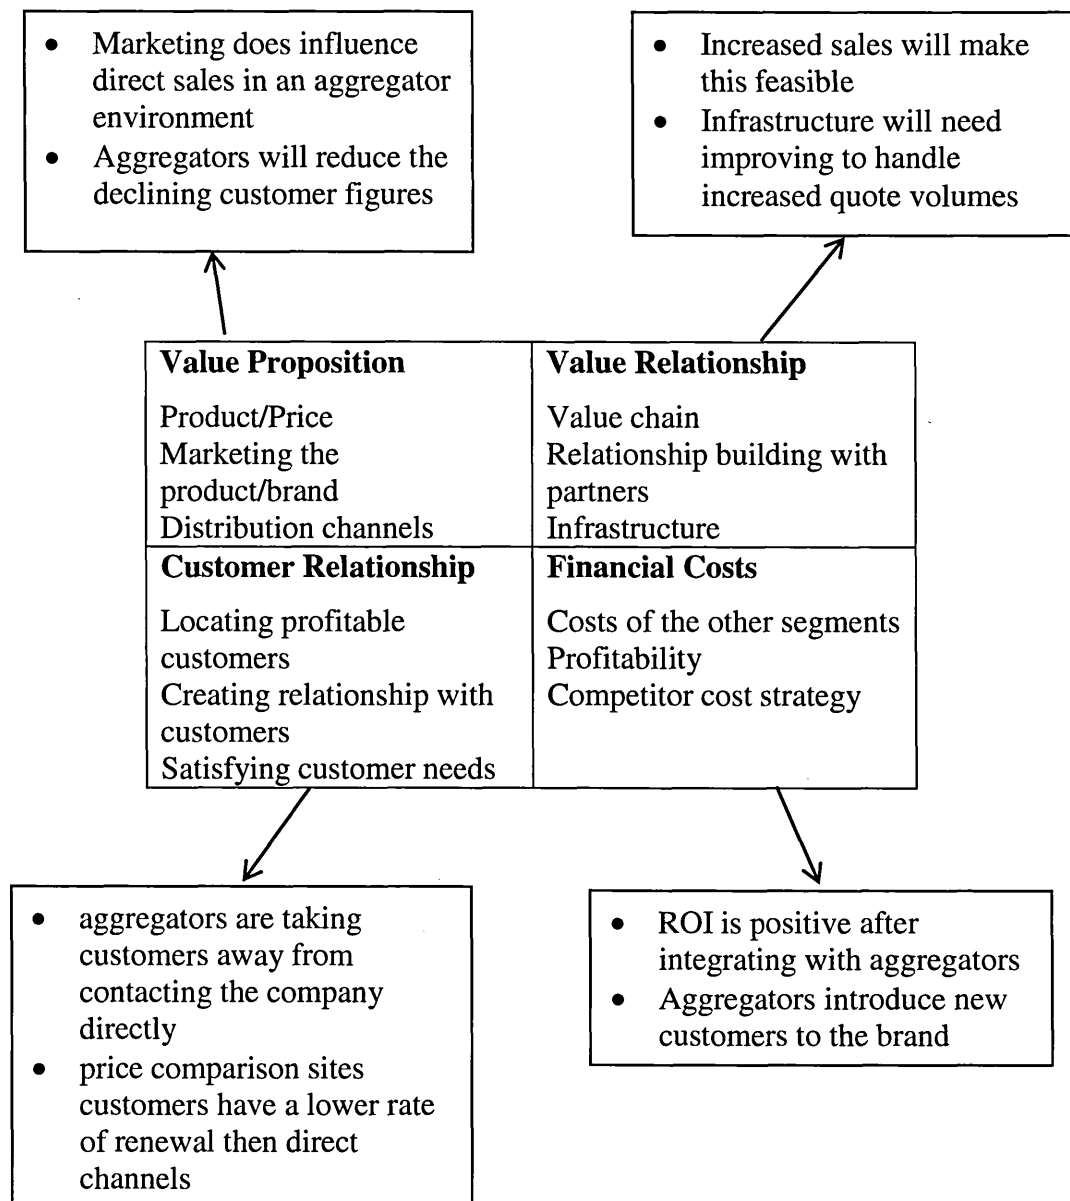 • Marketing does influence
direct sales in an aggregator
environment
• Aggregators will reduce the
declining customer figures
• Increased sales will make
this feasible
• Infrastructure will need
improving to handle
increased quote volumes
Value Proposition
Product/Price
Marketing the
product/brand
Distribution channels
Value Relationship
Value chain
Relationship building with
partners
Infrastructure
Customer Relationship
Locating profitable
customers
Creating relationship with
customers
Satisfying customer needs
Financial Costs
Costs of the other segments
Profitability
Competitor cost strategy
• aggregators are taking
customers away from
contacting the company
directly
• price comparison sites
customers have a lower rate
of renewal then direct
channels
• ROI is positive after
integrating with aggregators
• Aggregators introduce new
customers to the brand